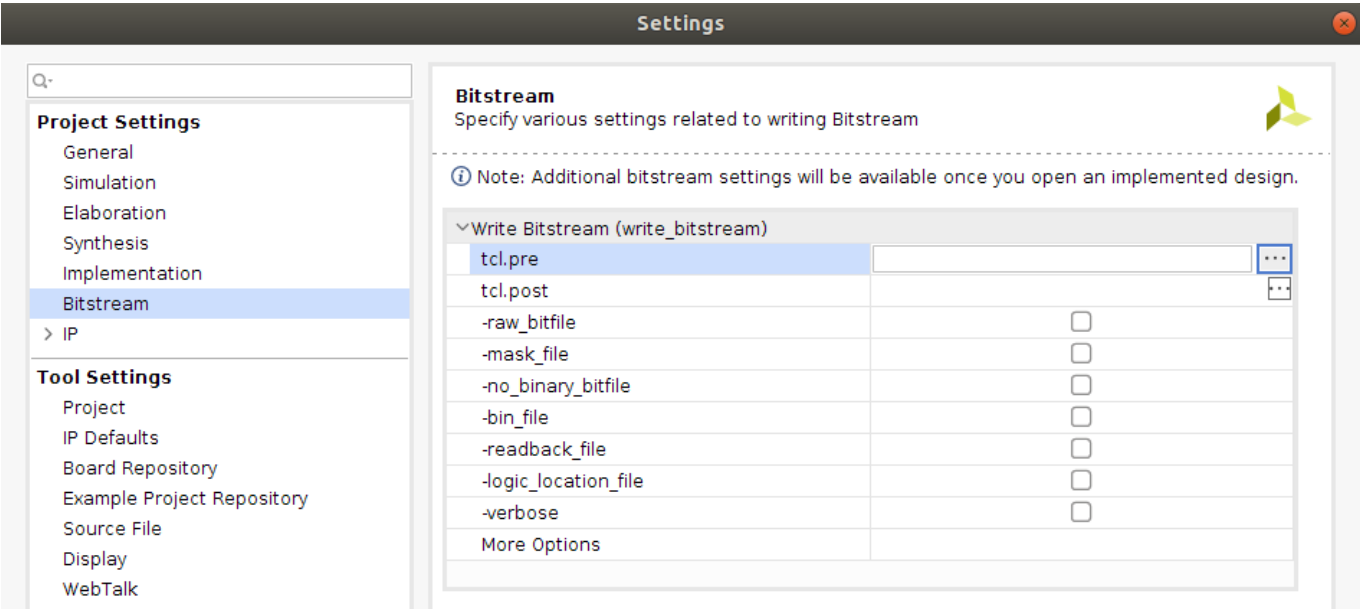 Settings
Project Settings
General
Simulation
Elaboration
Synthesis
Implementation
Bitstream
IP
Tool Settings
Project
IP Defaults
Board Repository
Example Project Repository
Source File
Display
WebTalk
Bitstream
Specify various settings related to writing Bitstream
Note: Additional bitstream settings will be available once you open an implemented design.
Write Bitstream (write_bitstream)
tcl.pre
tcl.post
-raw_bitfile
-mask_file
-no_binary_bitfile
-bin_file
-readback_file
-logic_location_file
-verbose
More Options